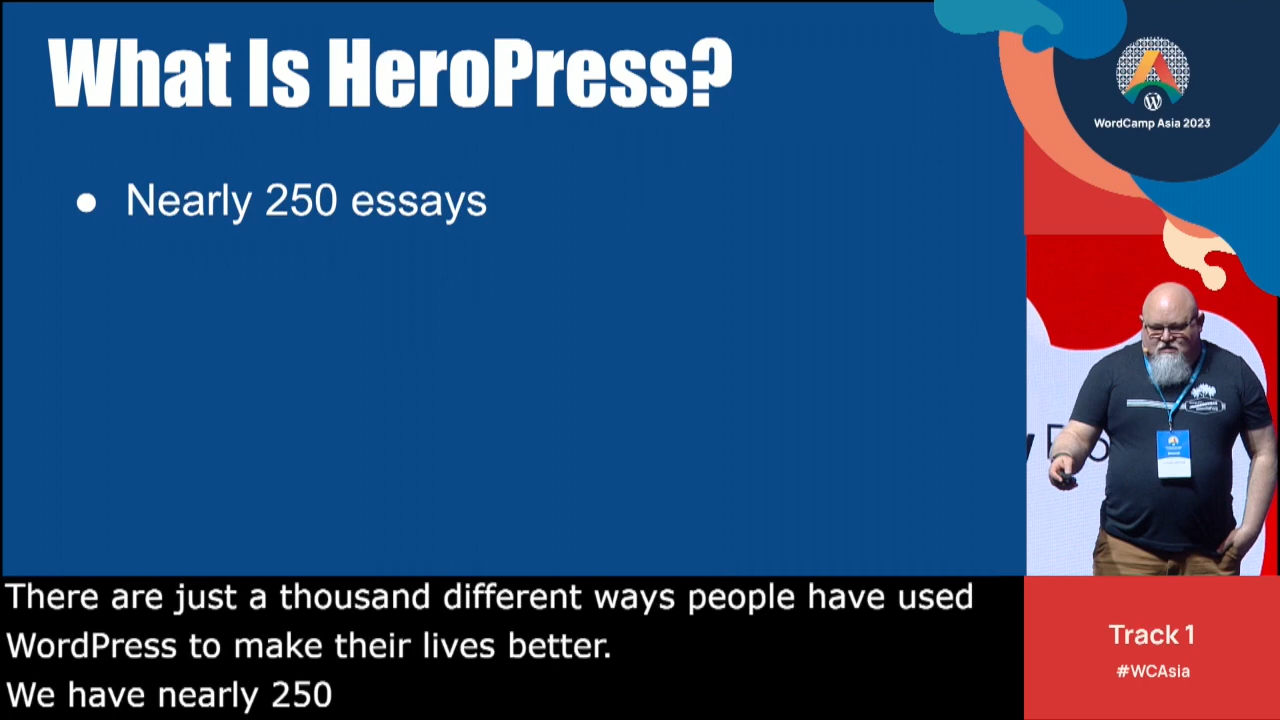 What Is HeroPress?
● Nearly 250 essays
WordCamp Asia 2023
There are just a thousand different ways people have used
WordPress to make their lives better.
We have nearly 250
Track 1
#WCAsia